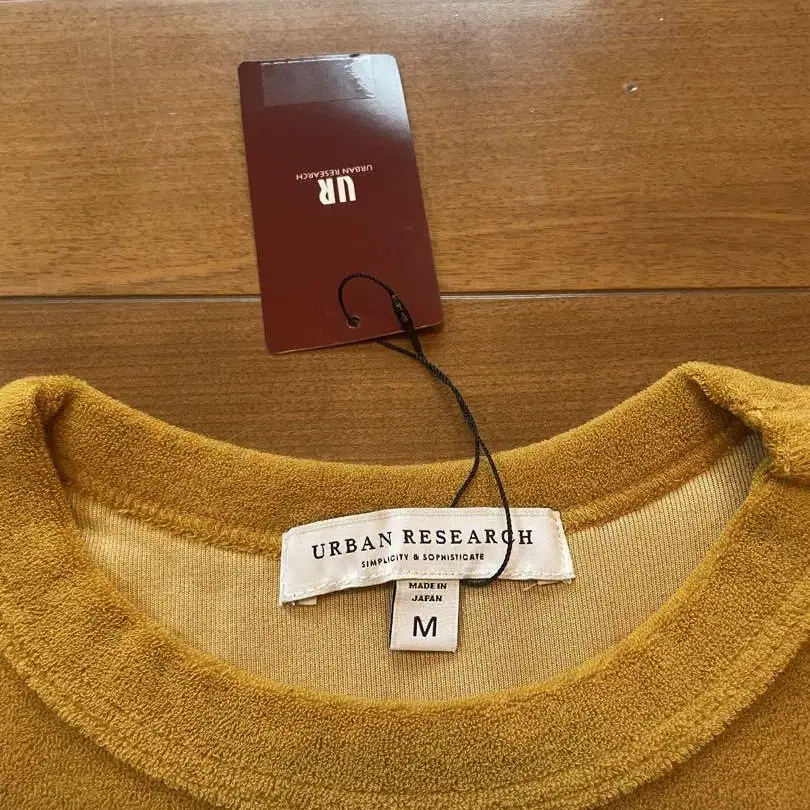 UR
URBAN RESEARCH
URBAN RESEARCH
SIMPLICITY & SOPHISTICATE
MADE IN
JAPAN
M